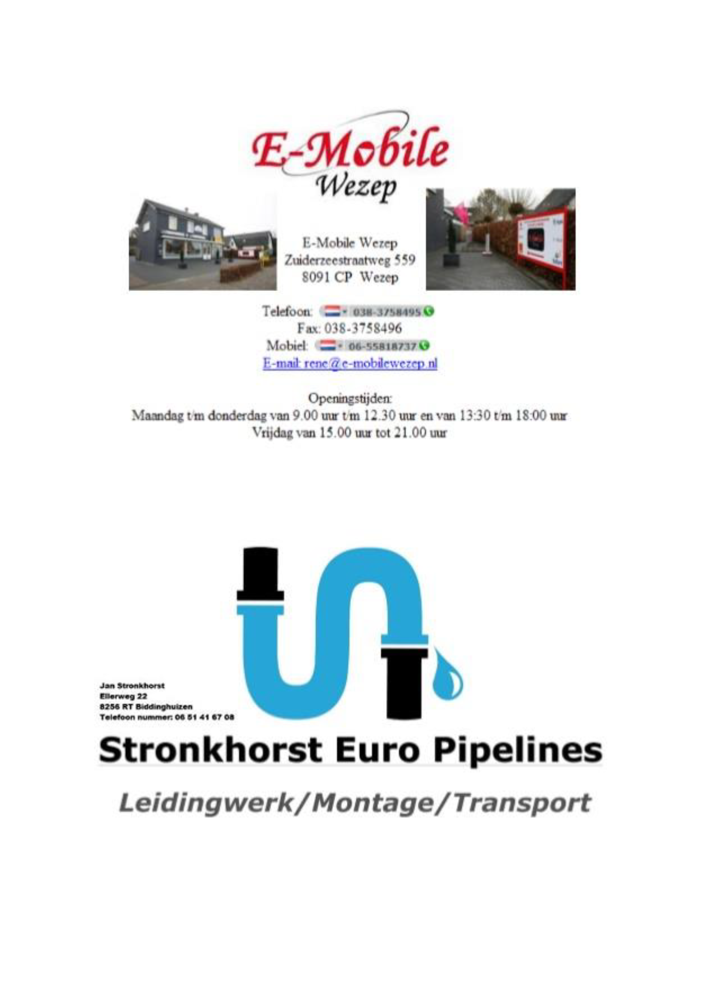 E-Mobile
Wezep
E-Mobile Wezep
Zuiderzeestraatweg 559
8091 CP Wezep
Telefoon: 038-3758495
Fax: 038-3758496
Mobiel: 06-55818737
E-mail: rene@e-mobilewezep.nl
Openingstijden:
Maandag t/m donderdag van 9.00 uur t/m 12.30 uur en van 13:30 t/m 18:00 uur
Vrijdag van 15.00 uur tot 21.00 uur
Jan Stronkhorst
Ellerweg 22
8256 RT Biddinghuizen
Telefoon nummer: 06 51 41 67 08
Stronkhorst Euro Pipelines
Leidingwerk/Montage/Transport